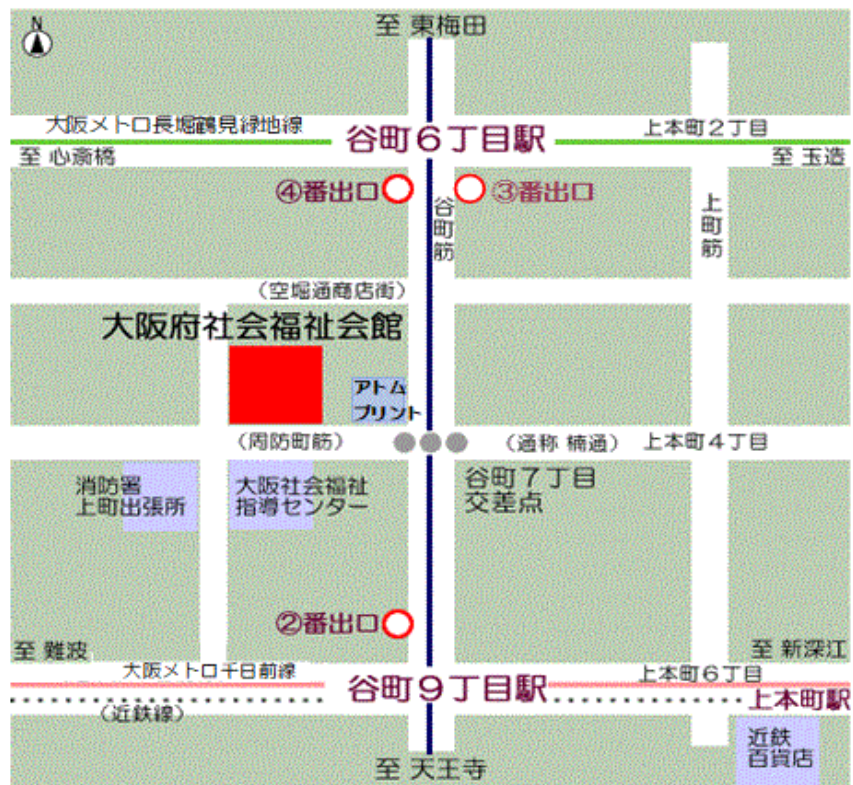 N
至 東梅田
大阪メトロ長堀鶴見緑地線
谷町6丁目駅
上本町2丁目
至 心斎橋
至 玉造
④番出口
③番出口
谷町筋
上町筋
(空堀通商店街)
大阪府社会福祉会館
アトム
プリント
(周防町筋)
(通称 楠通)
上本町4丁目
消防署
上町出張所
大阪社会福祉
指導センター
谷町7丁目
交差点
②番出口
至 難波
至 新深江
大阪メトロ千日前線
谷町9丁目駅
上本町6丁目
(近鉄線)
上本町駅
近鉄
百貨店
至 天王寺